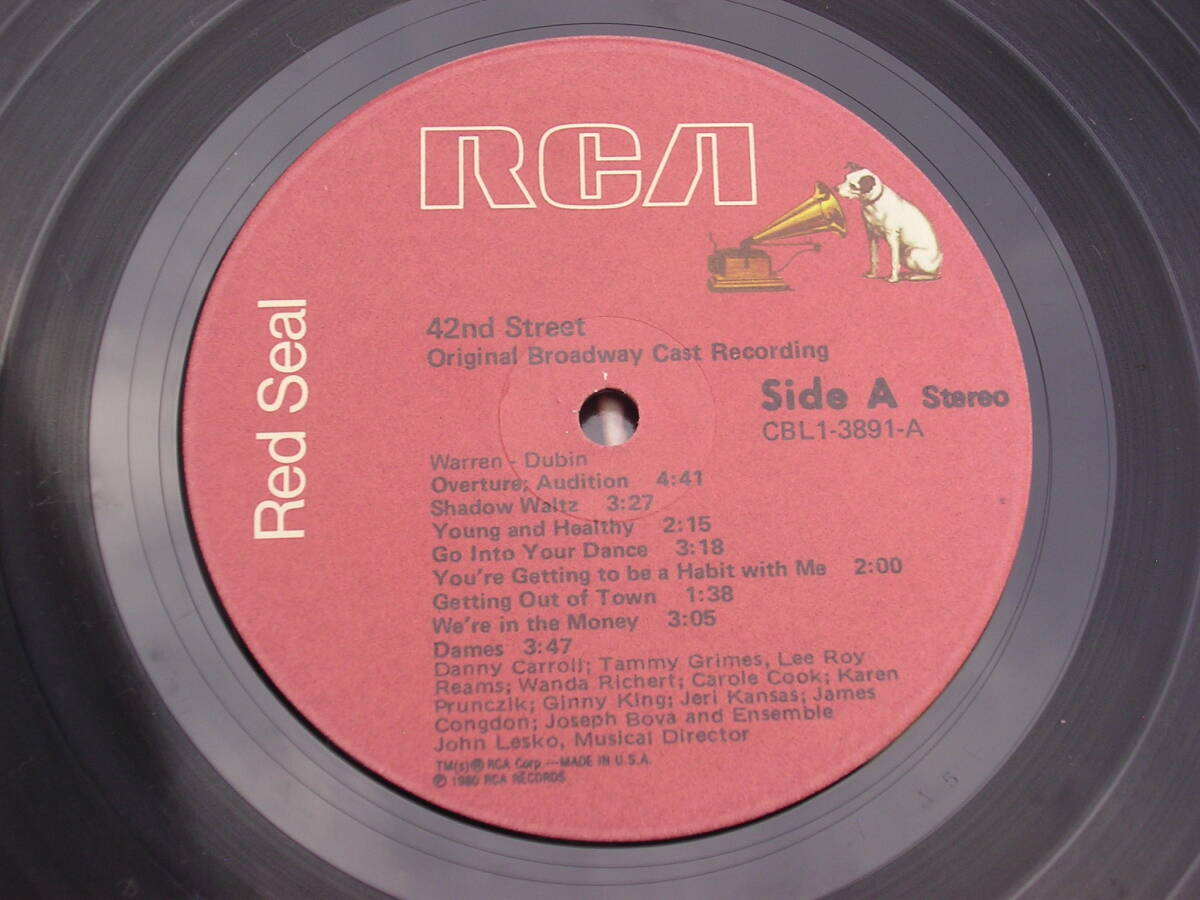 RCA
Red Seal
42nd Street
Original Broadway Cast Recording
Side A Stereo
CBL1-3891-A
Warren - Dubin
Overture; Audition 4:41
Shadow Waltz 3:27
Young and Healthy 2:15
Go Into Your Dance 3:18
You're Getting to be a Habit with Me 2:00
Getting Out of Town 1:38
We're in the Money 3:05
Dames 3:47
Danny Carroll; Tammy Grimes, Lee Roy
Reams; Wanda Richert; Carole Cook; Karen
Prunczik; Ginny King; Jeri Kansas; James
Congdon; Joseph Bova and Ensemble
John Lesko, Musical Director
TM(s)® RCA Corp.—MADE IN U.S.A.
℗ 1980 RCA RECORDS
15